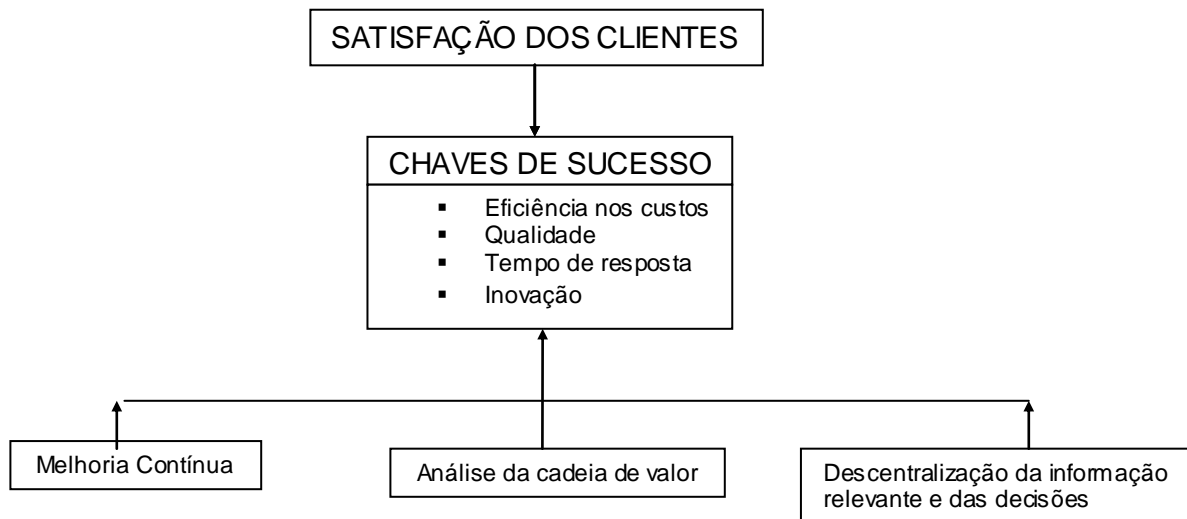 SATISFAÇÃO DOS CLIENTES
CHAVES DE SUCESSO
▪ Eficiência nos custos
▪ Qualidade
▪ Tempo de resposta
▪ Inovação
Melhoria Contínua
Análise da cadeia de valor
Descentralização da informação
relevante e das decisões